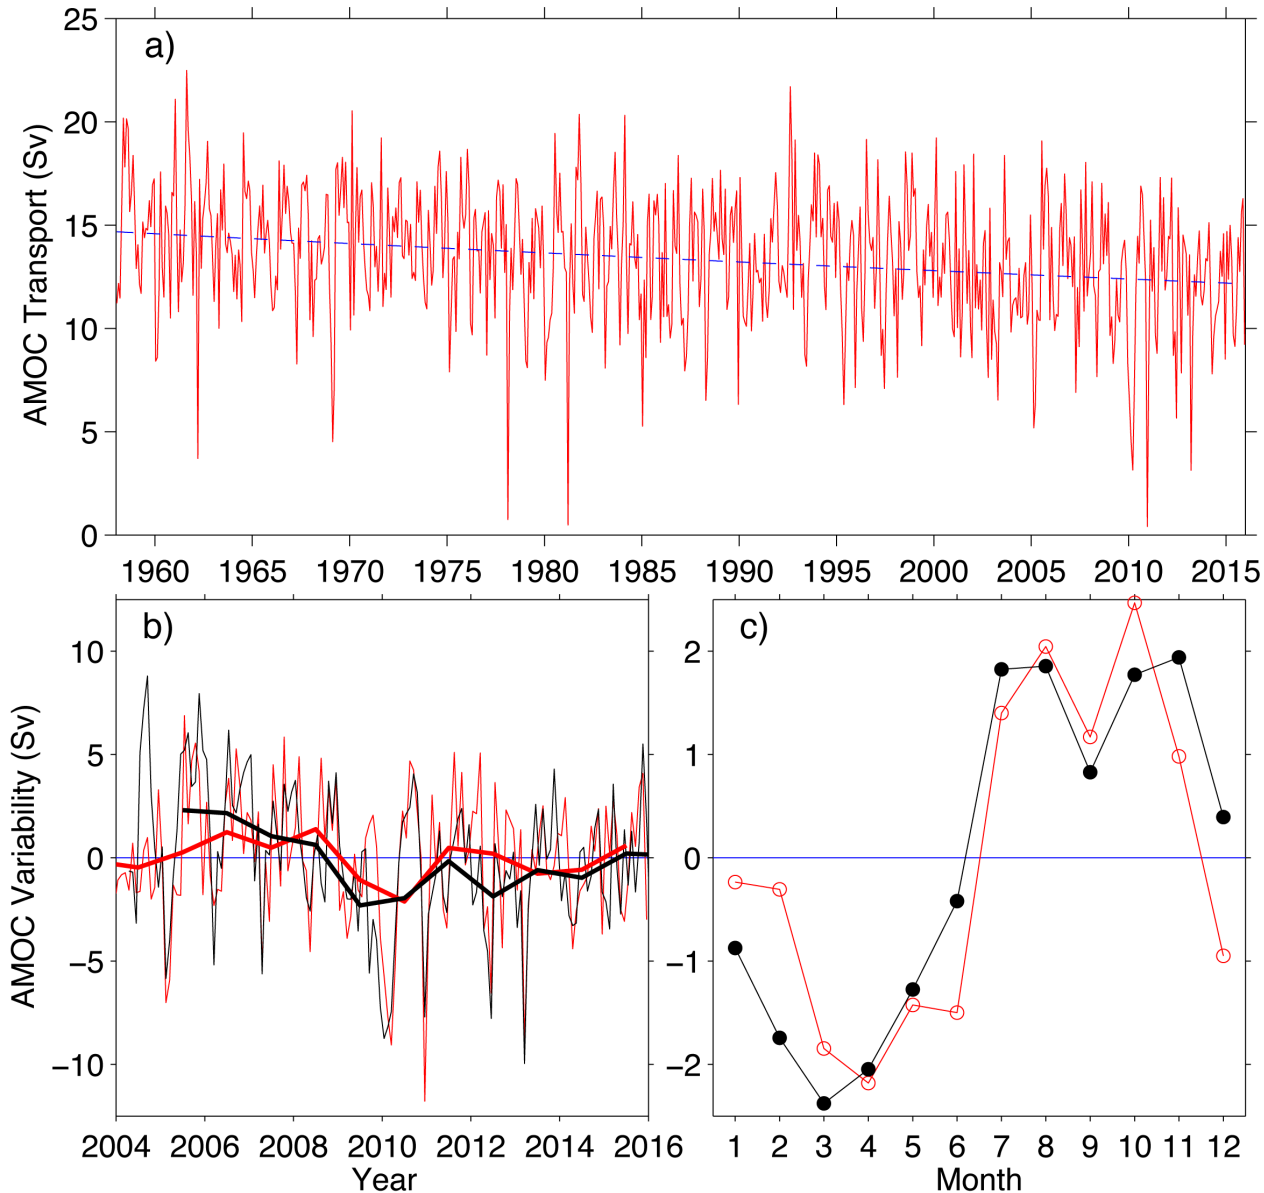 a)
AMOC Transport (Sv)
25
20
15
10
5
0
1960 1965 1970 1975 1980 1985 1990 1995 2000 2005 2010 2015
b)
AMOC Variability (Sv)
10
5
0
−5
−10
2004 2006 2008 2010 2012 2014 2016
Year
c)
2
1
0
−1
−2
1 2 3 4 5 6 7 8 9 10 11 12
Month